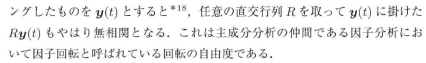 ングしたものを y(t) とすると*18，任意の直交行列 R を取って y(t) に掛けた
Ry(t) もやはり無相関となる．これは主成分分析の仲間である因子分析にお
いて因子回転と呼ばれている回転の自由度である．